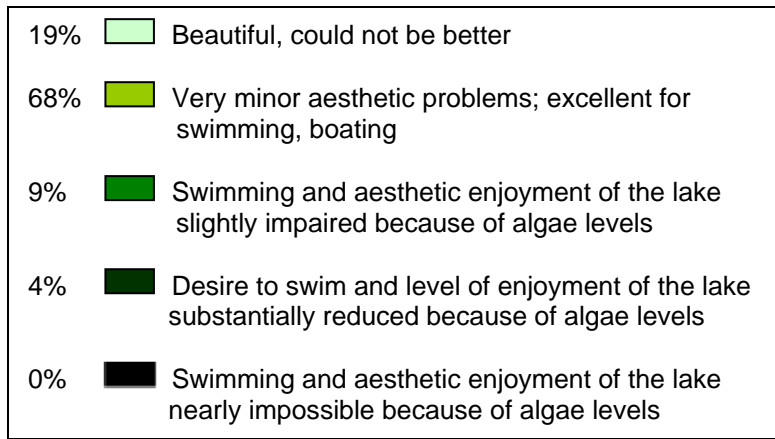 19% Beautiful, could not be better
68% Very minor aesthetic problems; excellent for
swimming, boating
9% Swimming and aesthetic enjoyment of the lake
slightly impaired because of algae levels
4% Desire to swim and level of enjoyment of the lake
substantially reduced because of algae levels
0% Swimming and aesthetic enjoyment of the lake
nearly impossible because of algae levels